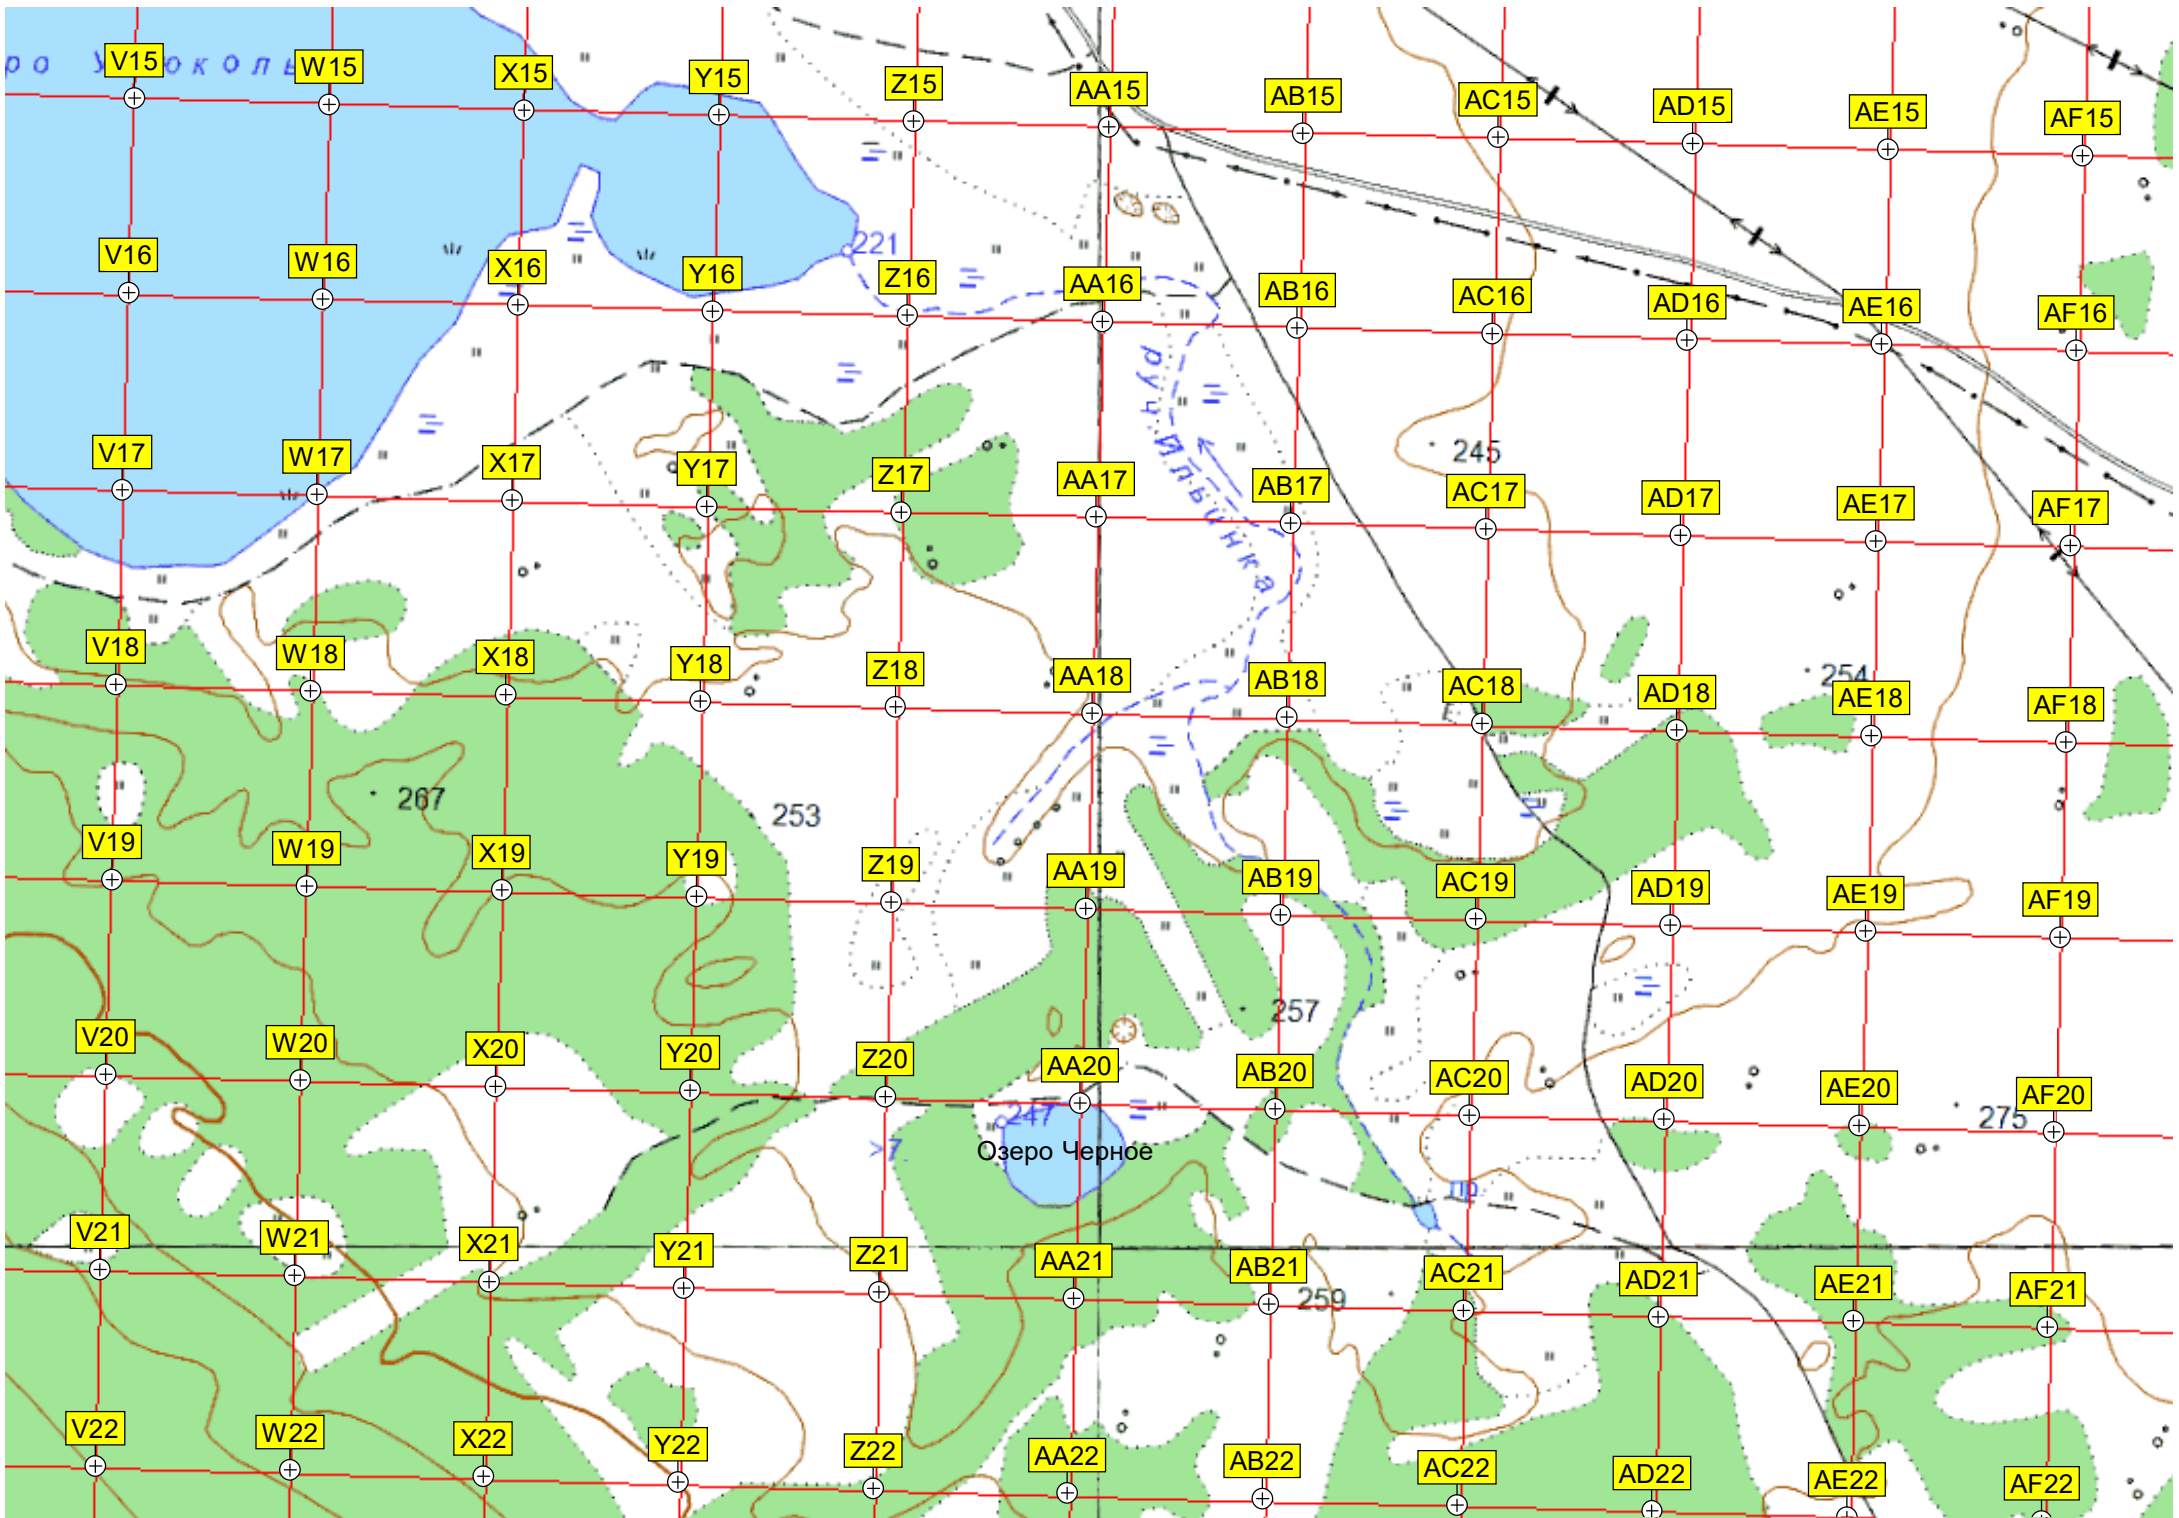 V15 W15 X15 Y15 Z15 AA15 AB15 AC15 AD15 AE15 AF15
221
V16 W16 X16 Y16 Z16 AA16 AB16 AC16 AD16 AE16 AF16
руч. Ильинка
245
V17 W17 X17 Y17 Z17 AA17 AB17 AC17 AD17 AE17 AF17
254
V18 W18 X18 Y18 Z18 AA18 AB18 AC18 AD18 AE18 AF18
267
253
V19 W19 X19 Y19 Z19 AA19 AB19 AC19 AD19 AE19 AF19
257
V20 W20 X20 Y20 Z20 AA20 AB20 AC20 AD20 AE20 AF20
247
275
>7
Озеро Черное
пр.
V21 W21 X21 Y21 Z21 AA21 AB21 AC21 AD21 AE21 AF21
259
V22 W22 X22 Y22 Z22 AA22 AB22 AC22 AD22 AE22 AF22